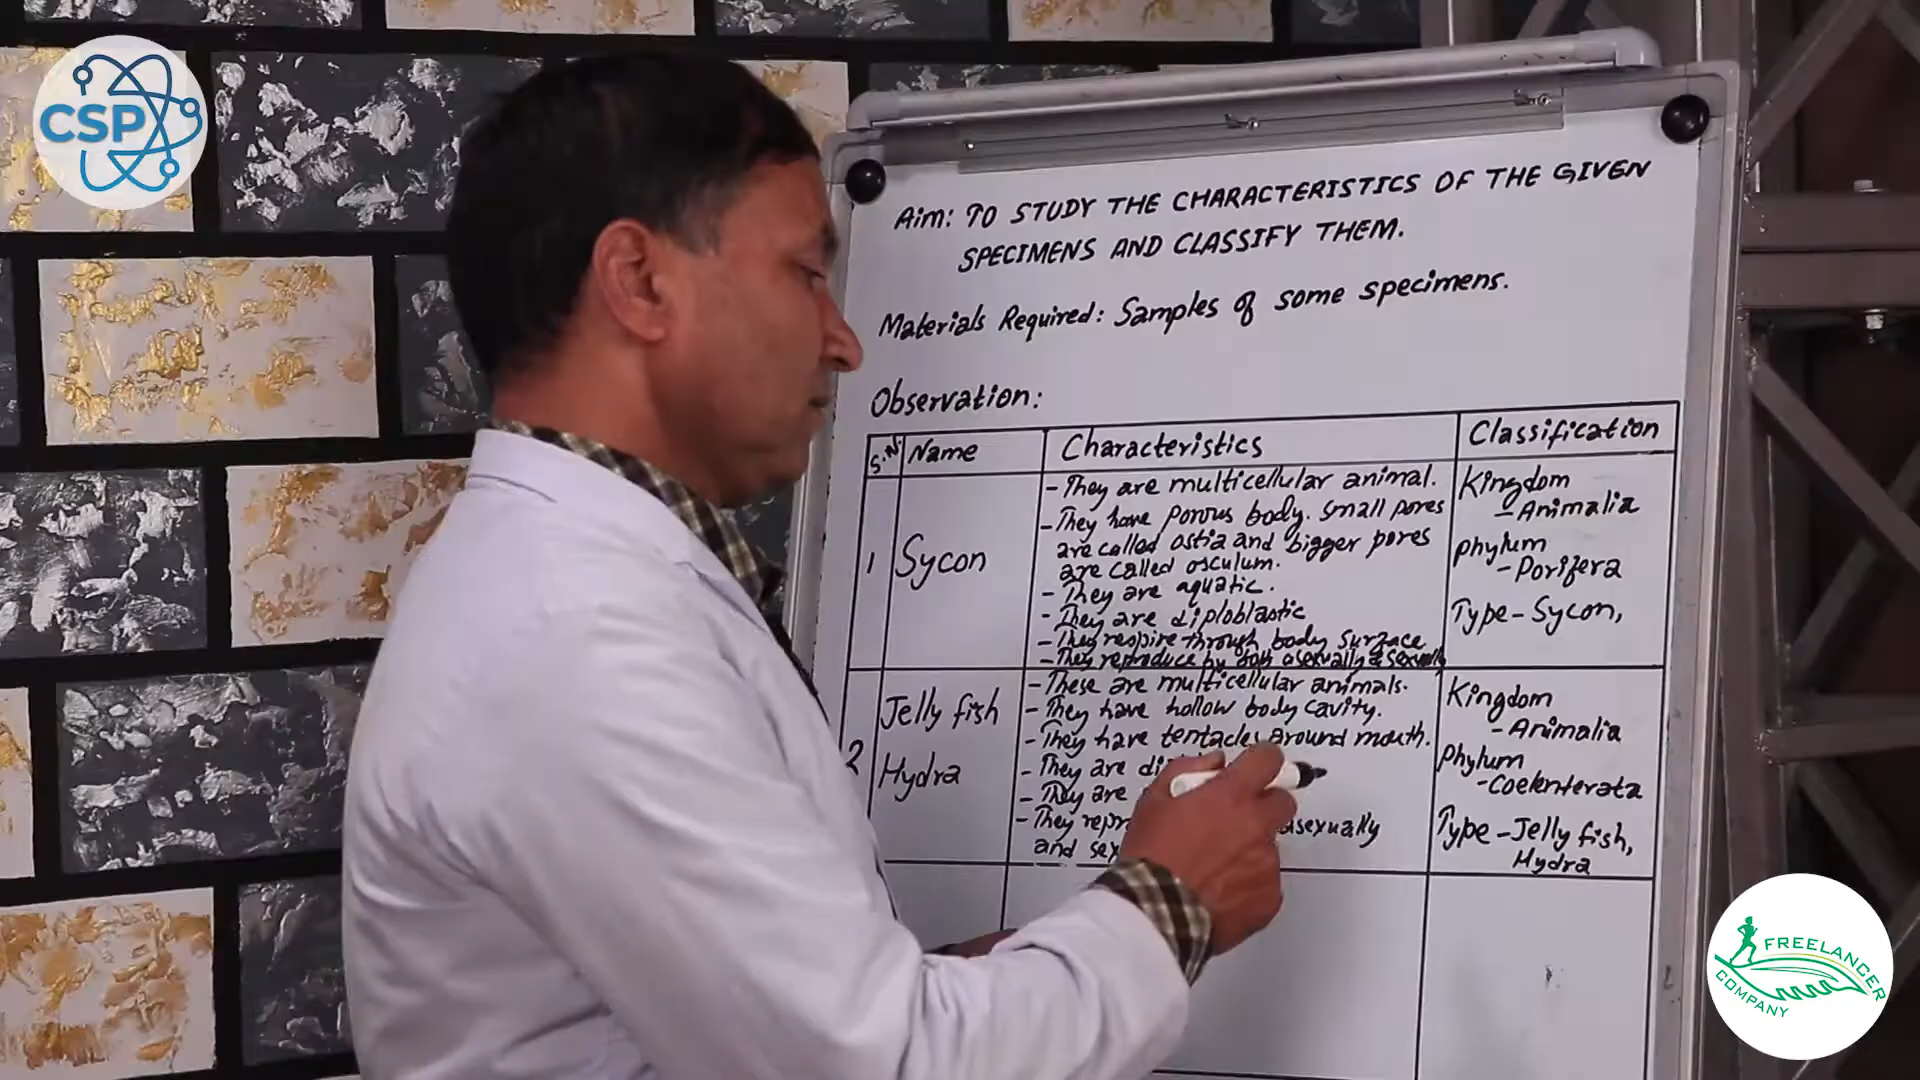 CSP
Aim: TO STUDY THE CHARACTERISTICS OF THE GIVEN
SPECIMENS AND CLASSIFY THEM.
Materials Required: Samples of some specimens.
Observation:
S.N. Name Characteristics Classification
1 Sycon
- They are multicellular animal.
- They have porous body. small pores
are called ostia and bigger pores
are called osculum.
- They are aquatic.
- They are diploblastic
- They respire through body surface
- They reproduce by both asexually & sexually
Kingdom
- Animalia
phylum
- Porifera
Type - Sycon,
2 Jelly fish
Hydra
- These are multicellular animals.
- They have hollow body cavity.
- They have tentacles around mouth.
- They are
- They are
- They asexually
and
Kingdom
- Animalia
Phylum
- Coelenterata
Type - Jelly fish,
Hydra
FREELANCER
COMPANY